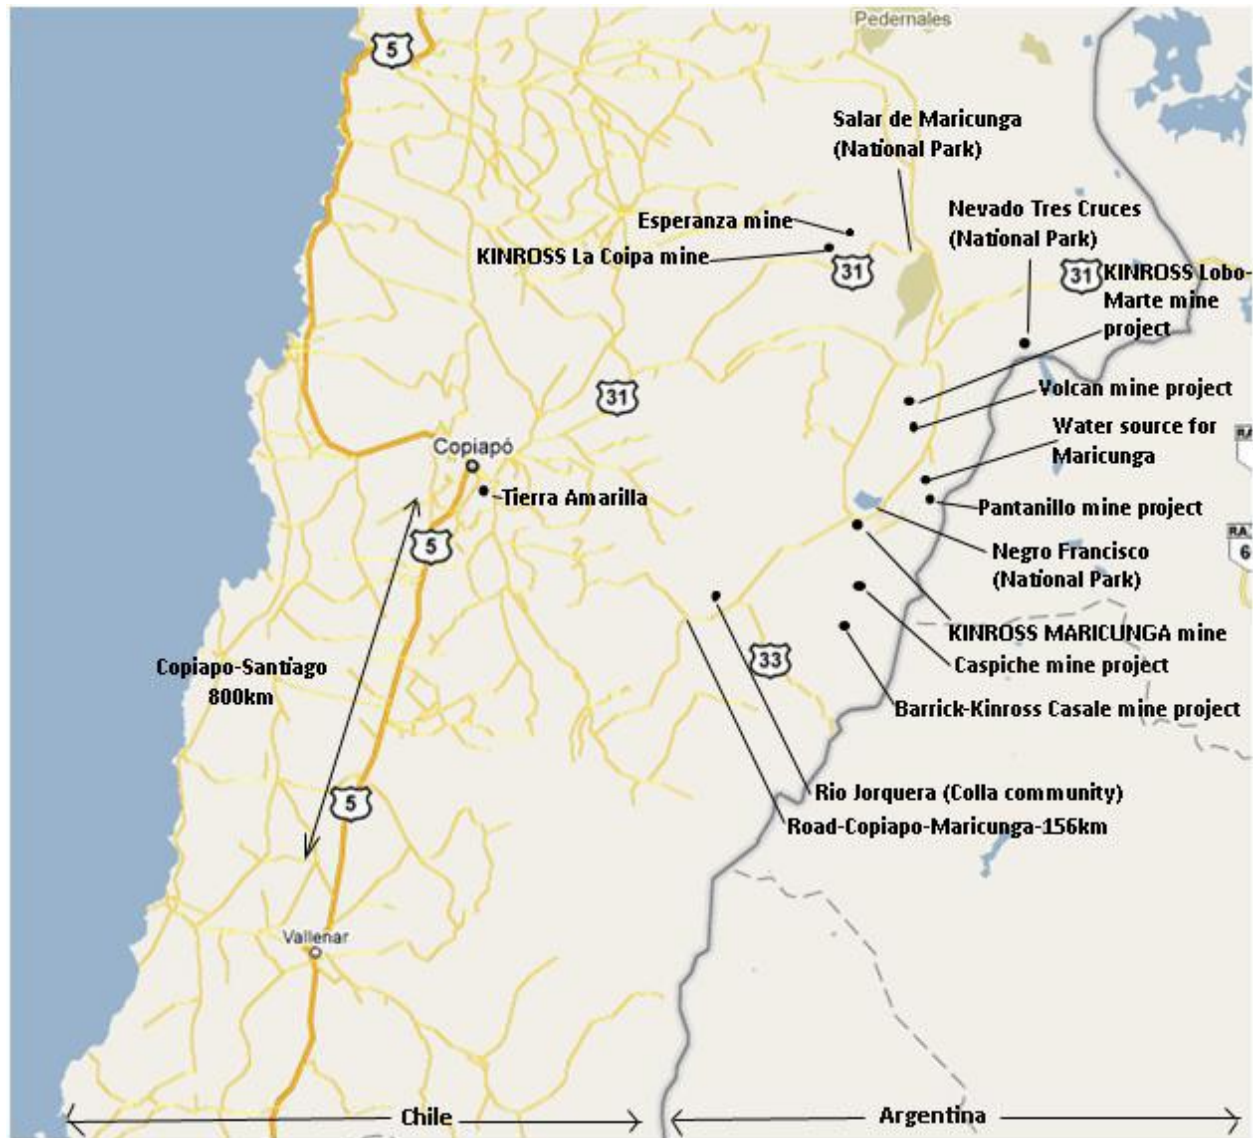 Pedernales
5
Salar de Maricunga
(National Park)
Esperanza mine
Nevado Tres Cruces
(National Park)
KINROSS La Coipa mine
31
31
KINROSS Lobo-
Marte mine
project
Volcan mine project
31
Water source for
Maricunga
Copiapó
Tierra Amarilla
Pantanillo mine project
5
Negro Francisco
(National Park)
RA
6
KINROSS MARICUNGA mine
Copiapo-Santiago
800km
33
Caspiche mine project
Barrick-Kinross Casale mine project
5
Rio Jorquera (Colla community)
Road-Copiapo-Maricunga-156km
Vallenar
Chile
Argentina